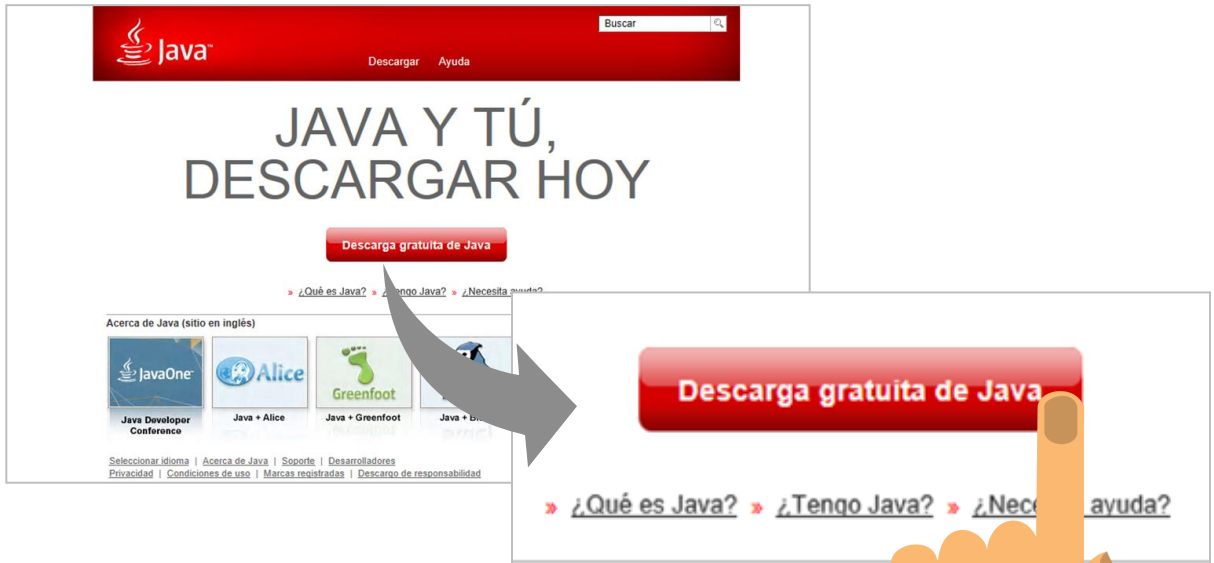 Buscar
Java™
Descargar Ayuda
JAVA Y TÚ,
DESCARGAR HOY
Descarga gratuita de Java
» ¿Qué es Java? » ¿Tengo Java? » ¿Necesita ayuda?
Acerca de Java (sitio en inglés)
JavaOne
Alice
Greenfoot
Java Developer
Conference
Java + Alice
Java + Greenfoot
Java +
Seleccionar idioma | Acerca de Java | Soporte | Desarrolladores
Privacidad | Condiciones de uso | Marcas registradas | Descargo de responsabilidad
Descarga gratuita de Java
» ¿Qué es Java? » ¿Tengo Java? » ayuda?